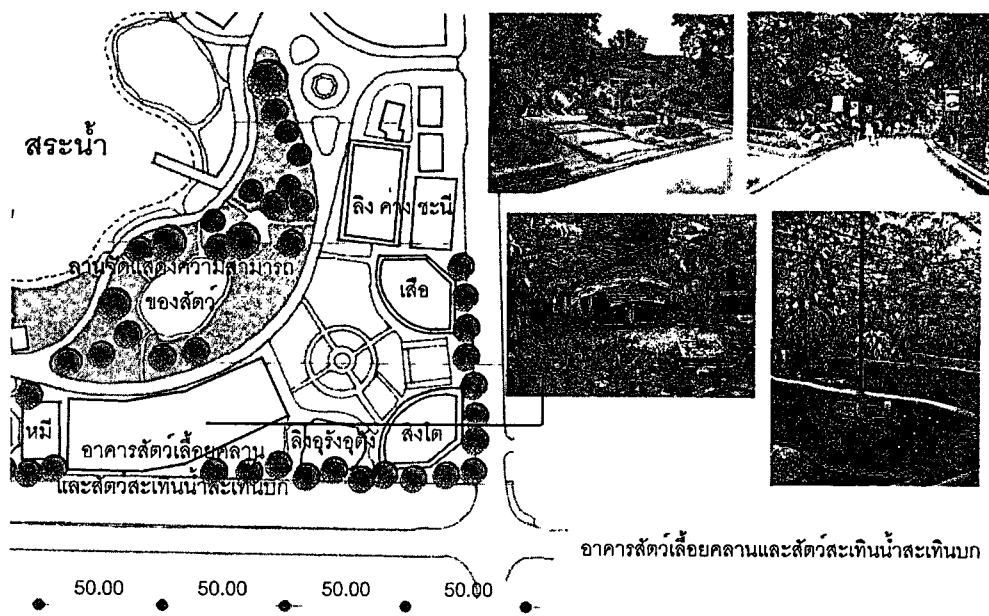 สระน้ำ
ลิง ค่าง ชะนี
ลานจัดแสดงความสามารถ
ของสัตว์
เสือ
หมี
อาคารสัตว์เลื้อยคลาน
และสัตว์สะเทินน้ำสะเทินบก
ลิงอุรังอุตัง
สิงโต
อาคารสัตว์เลื้อยคลานและสัตว์สะเทินน้ำสะเทินบก
50.00 50.00 50.00 50.00